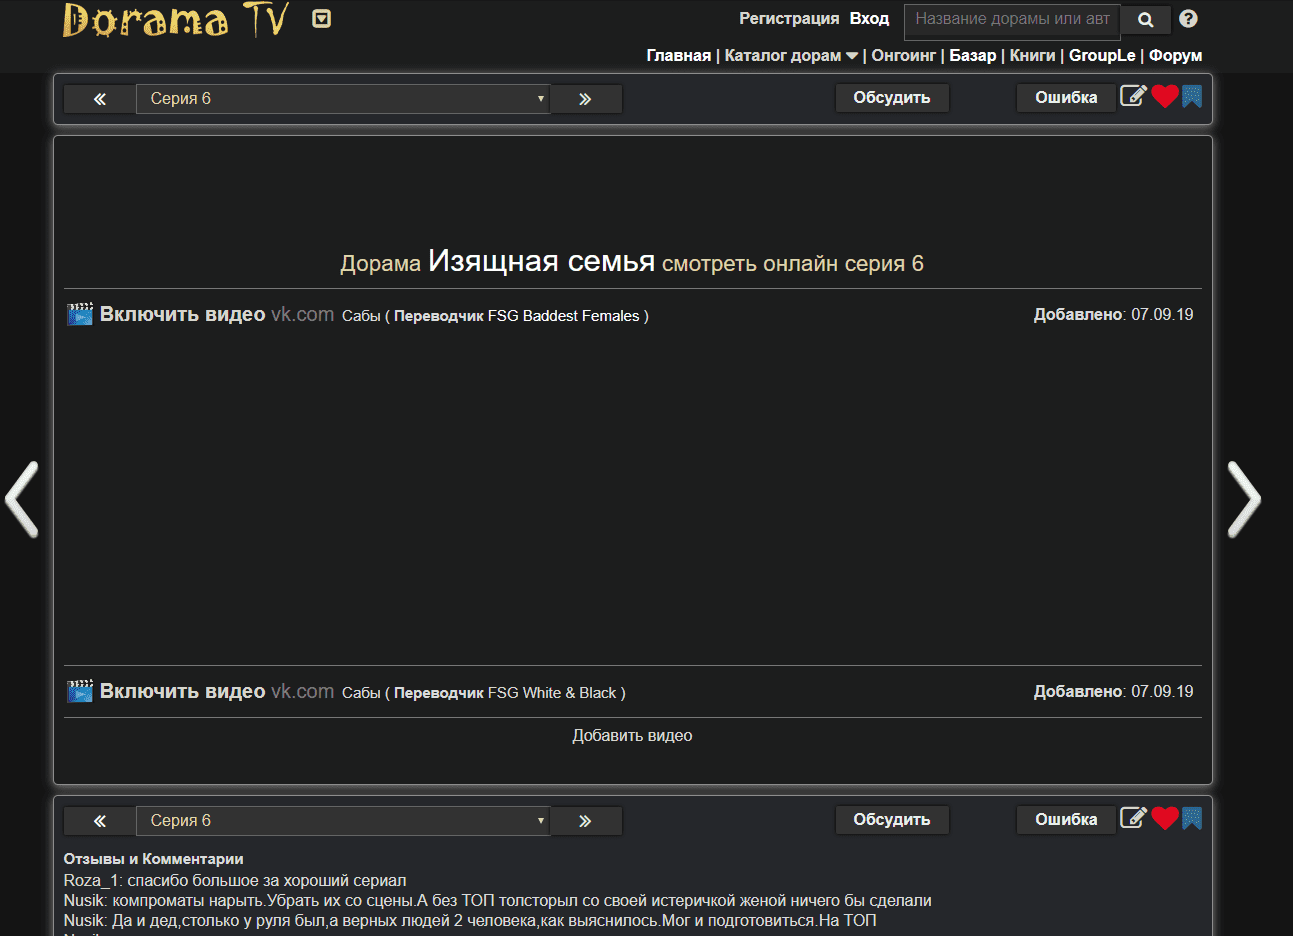 Dorama TV
Регистрация Вход Название дорамы или авт
Главная | Каталог дорам | Онгоинг | Базар | Книги | GroupLe | Форум
« Серия 6 » Обсудить Ошибка
Дорама Изящная семья смотреть онлайн серия 6
Включить видео vk.com Сабы ( Переводчик FSG Baddest Females ) Добавлено: 07.09.19
Включить видео vk.com Сабы ( Переводчик FSG White & Black ) Добавлено: 07.09.19
Добавить видео
« Серия 6 » Обсудить Ошибка
Отзывы и Комментарии
Roza_1: спасибо большое за хороший сериал
Nusik: компроматы нарыть.Убрать их со сцены.А без ТОП толсторыл со своей истеричкой женой ничего бы сделали
Nusik: Да и дед,столько у руля был,а верных людей 2 человека,как выяснилось.Мог и подготовиться.На ТОП